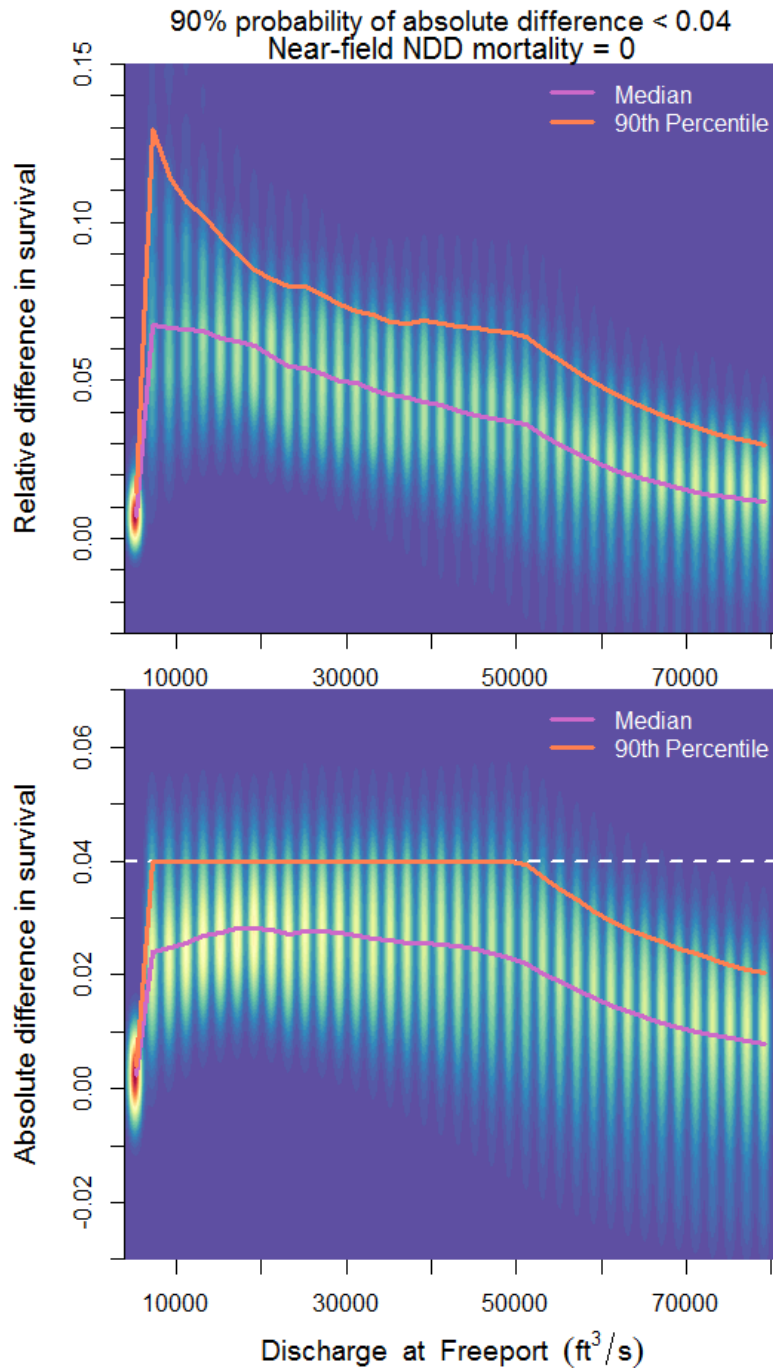 90% probability of absolute difference < 0.04
Near-field NDD mortality = 0
Relative difference in survival
0.15
0.10
0.05
0.00
Median
90th Percentile
10000 30000 50000 70000
Absolute difference in survival
0.06
0.04
0.02
0.00
-0.02
Median
90th Percentile
10000 30000 50000 70000
Discharge at Freeport (ft³/s)